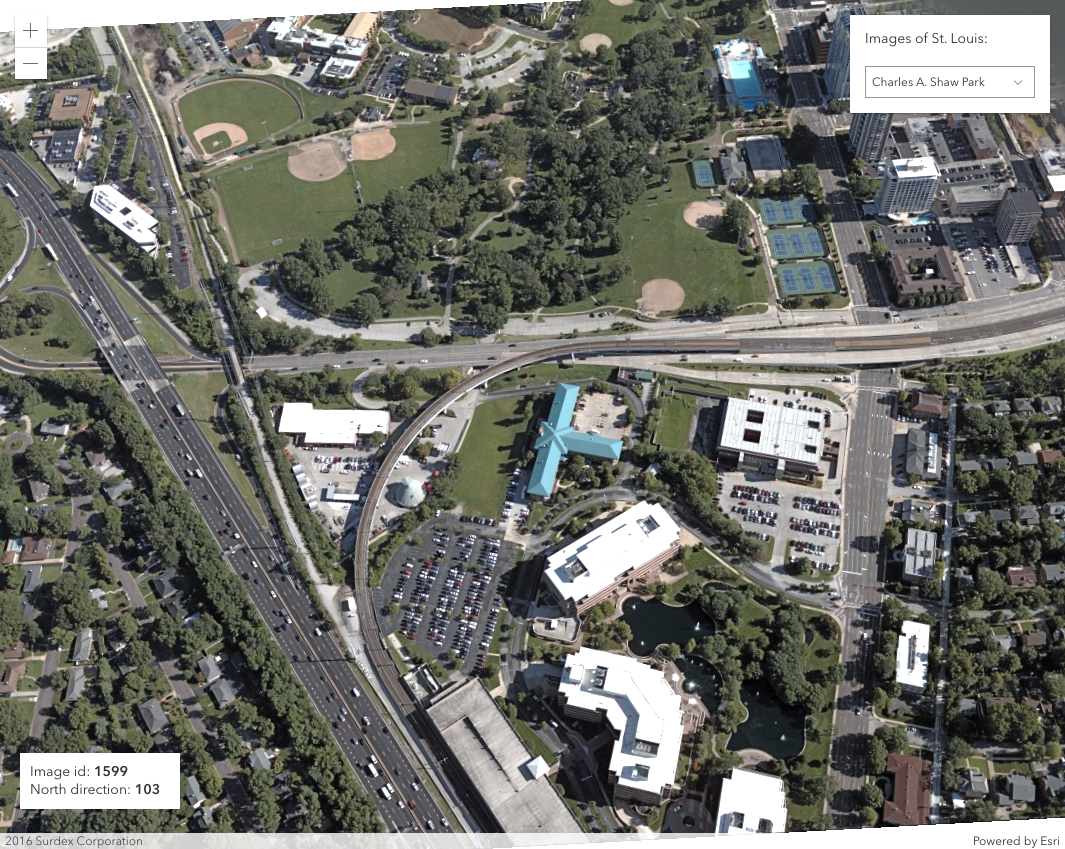 Images of St. Louis:
Charles A. Shaw Park
Image id: 1599
North direction: 103
2016 Surdex Corporation
Powered by Esri